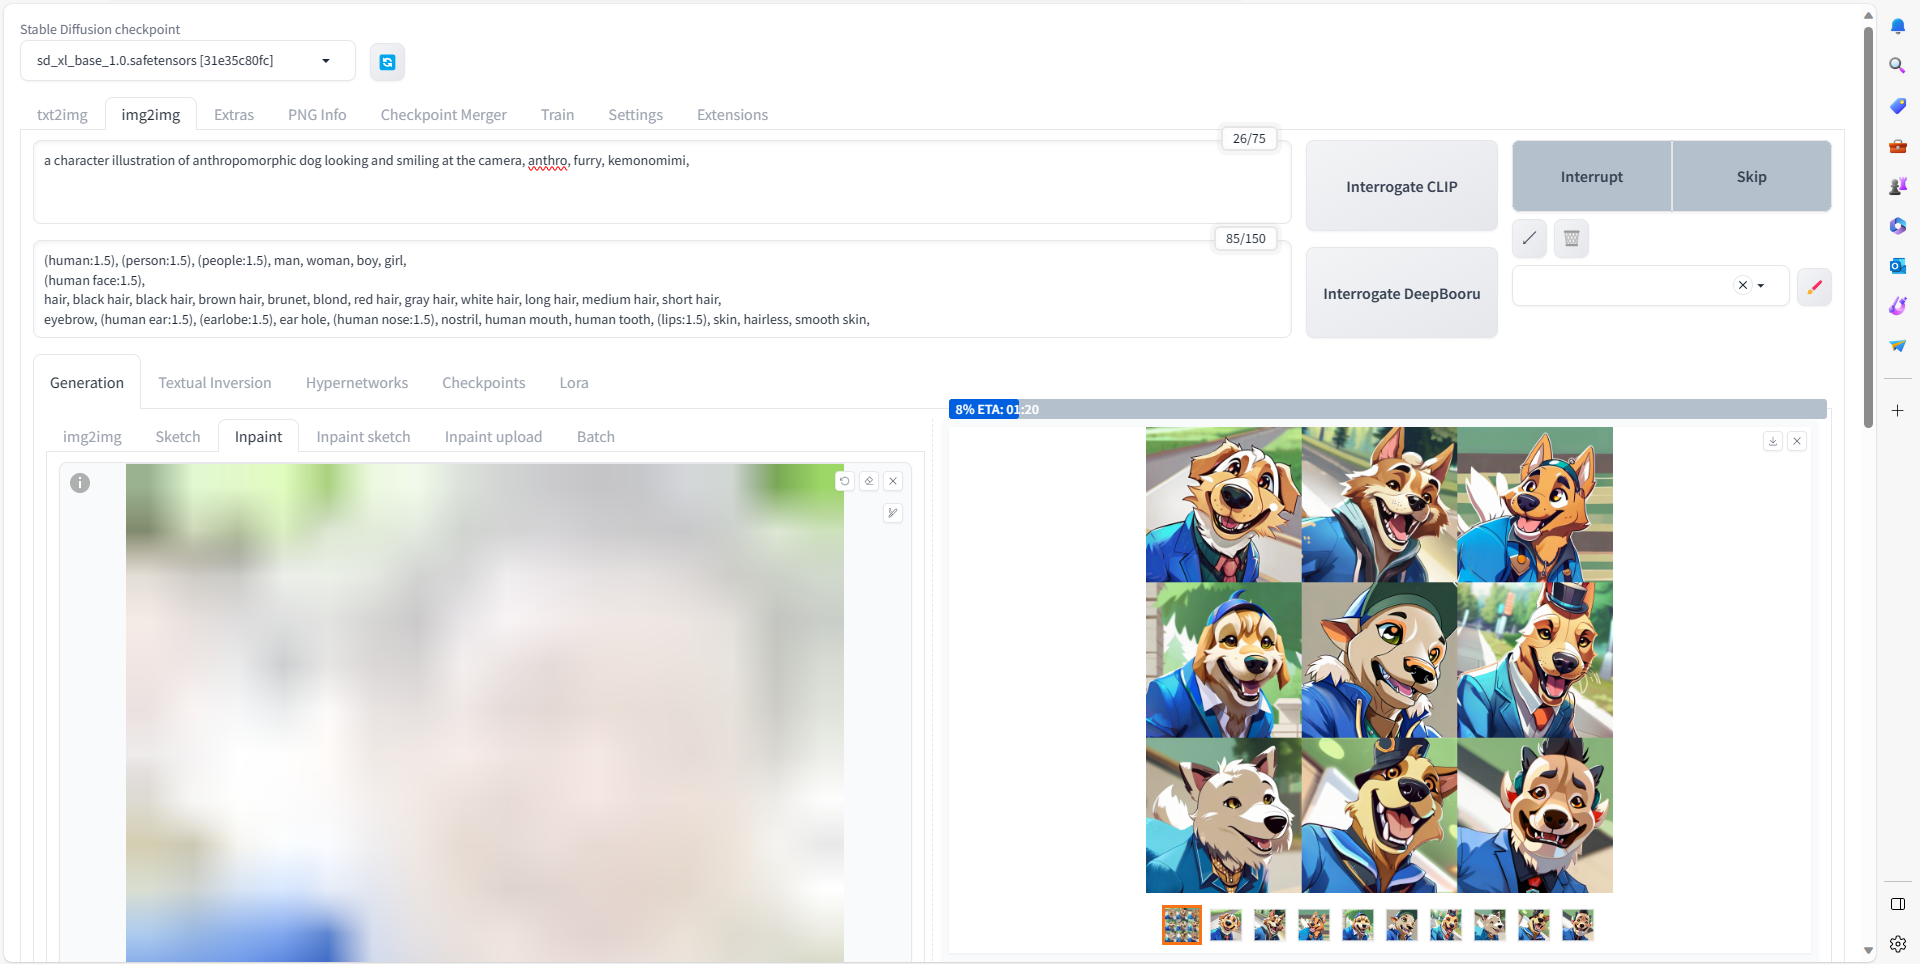 Stable Diffusion checkpoint
sd_xl_base_1.0.safetensors [31e35c80fc]
txt2img img2img Extras PNG Info Checkpoint Merger Train Settings Extensions
26/75
a character illustration of anthropomorphic dog looking and smiling at the camera, anthro, furry, kemonomimi,
Interrogate CLIP
Interrupt Skip
85/150
(human:1.5), (person:1.5), (people:1.5), man, woman, boy, girl,
(human face:1.5),
hair, black hair, black hair, brown hair, brunet, blond, red hair, gray hair, white hair, long hair, medium hair, short hair,
eyebrow, (human ear:1.5), (earlobe:1.5), ear hole, (human nose:1.5), nostril, human mouth, human tooth, (lips:1.5), skin, hairless, smooth skin,
Interrogate DeepBooru
Generation Textual Inversion Hypernetworks Checkpoints Lora
8% ETA: 01:20
img2img Sketch Inpaint Inpaint sketch Inpaint upload Batch